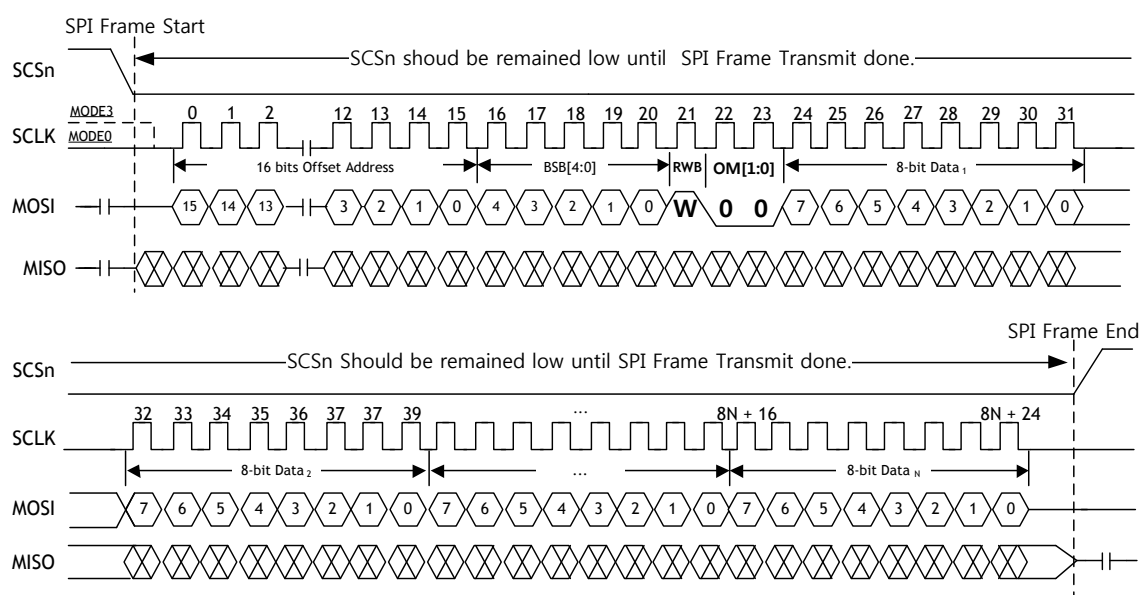 SPI Frame Start
SCSn
SCSn shoud be remained low until SPI Frame Transmit done.
MODE3
0 1 2 12 13 14 15 16 17 18 19 20 21 22 23 24 25 26 27 28 29 30 31
SCLK
MODE0
16 bits Offset Address
BSB[4:0]
RWB
OM[1:0]
8-bit Data 1
MOSI
15 14 13 3 2 1 0 4 3 2 1 0 W 0 0 7 6 5 4 3 2 1 0
MISO
SPI Frame End
SCSn
SCSn Should be remained low until SPI Frame Transmit done.
32 33 34 35 36 37 37 39 ... 8N + 16 8N + 24
SCLK
8-bit Data 2
...
8-bit Data N
MOSI
7 6 5 4 3 2 1 0 7 6 5 4 3 2 1 0 7 6 5 4 3 2 1 0
MISO